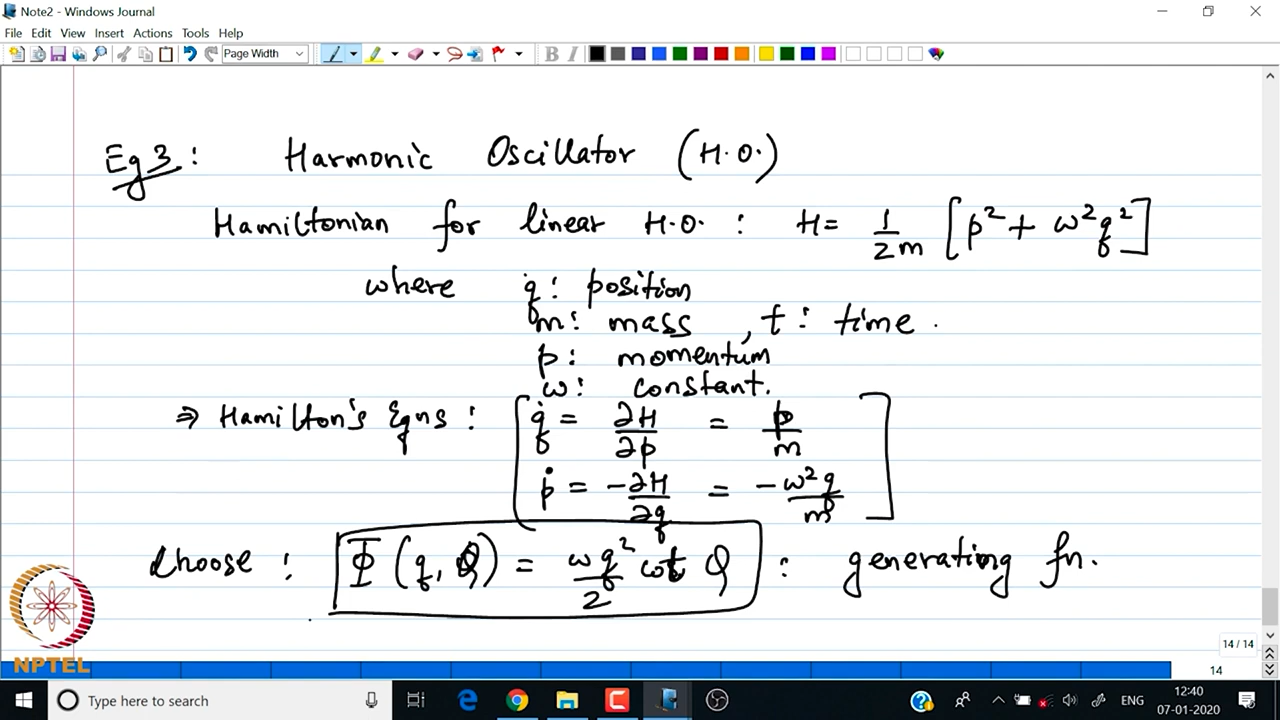 Note2 - Windows Journal
File Edit View Insert Actions Tools Help
Page Width
B I
Eg 3 : Harmonic Oscillator (H.O.)
Hamiltonian for linear H.O. : H = 1/2m [p² + ω²q²]
where q : position
m : mass , t : time .
p : momentum
ω : constant.
⇒ Hamilton's Eqns : [ q̇ = ∂H/∂p = p/m
ṗ = -∂H/∂q = -ω²q/m ]
Choose : Φ (q, Q) = ωq²/2 cot Q : generating fn.
NPTEL
14 / 14
14
Type here to search
ENG
12:40
07-01-2020